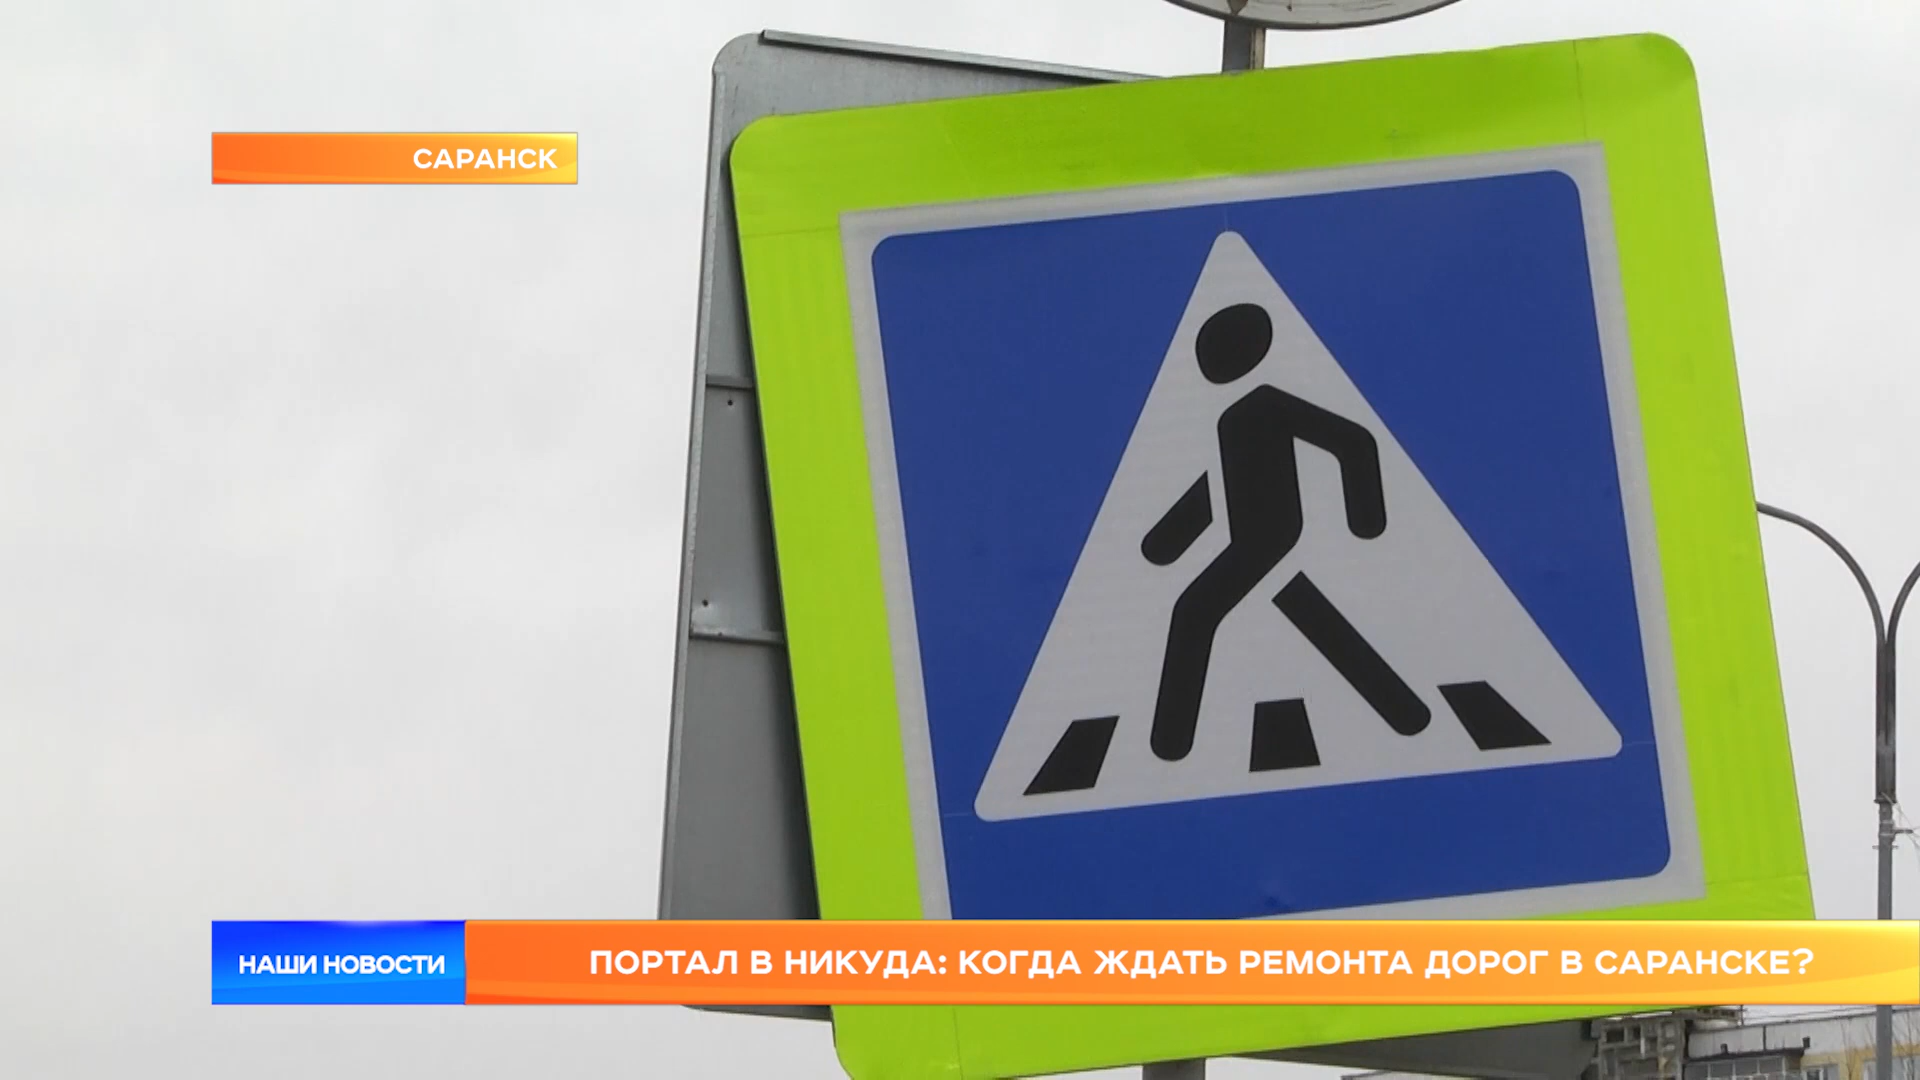 САРАНСК
НАШИ НОВОСТИ
ПОРТАЛ В НИКУДА: КОГДА ЖДАТЬ РЕМОНТА ДОРОГ В САРАНСКЕ?